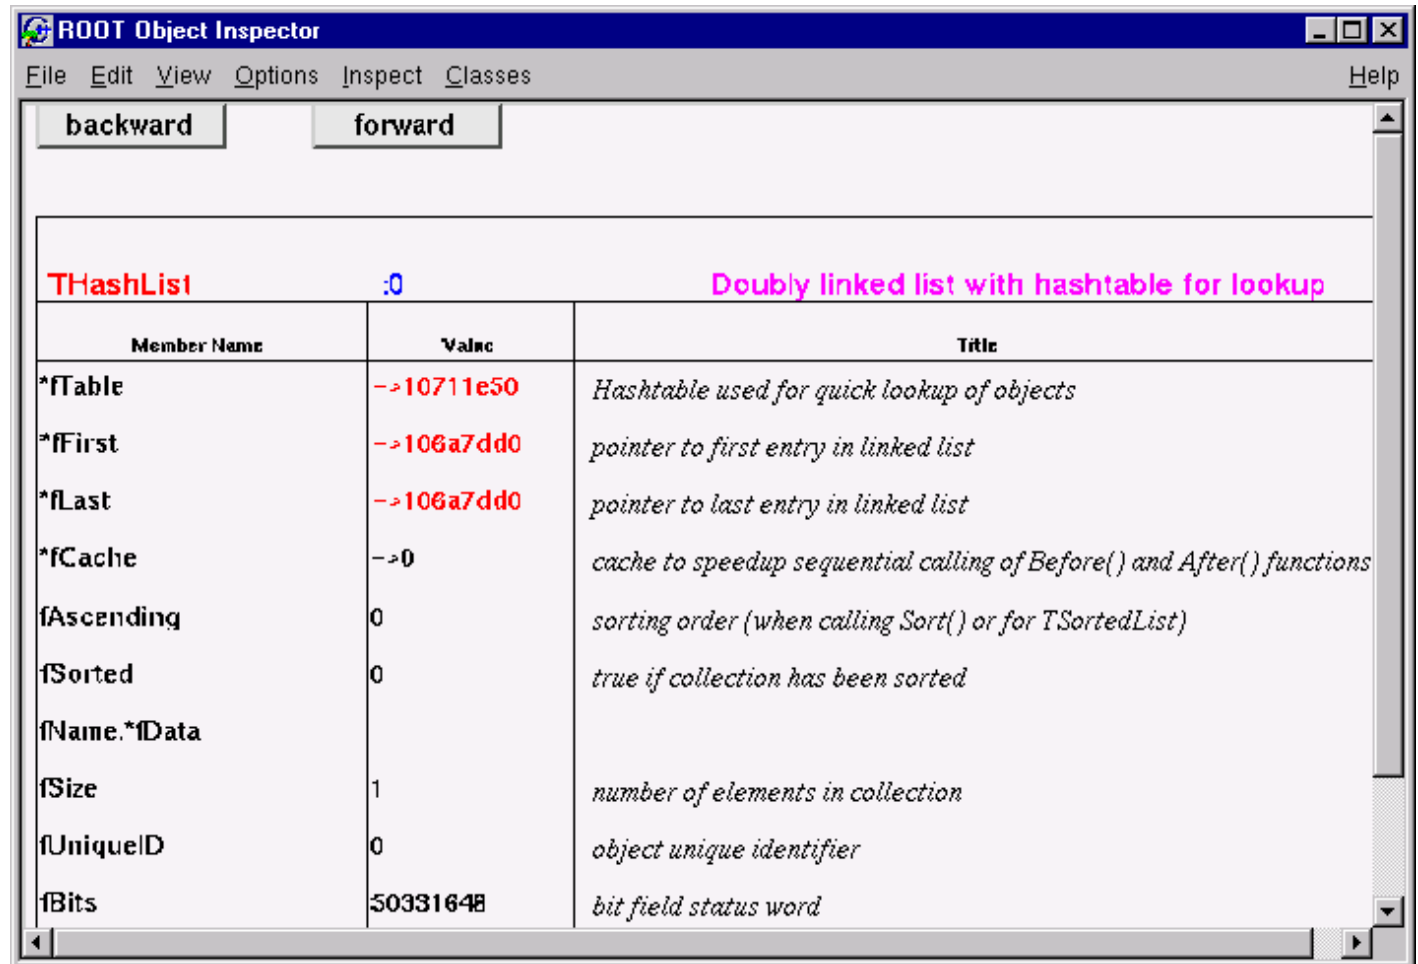 ROOT Object Inspector
File Edit View Options Inspect Classes Help
backward forward
THashList :0 Doubly linked list with hashtable for lookup
Member Name Value Title
*fTable ->10711e50 Hashtable used for quick lookup of objects
*fFirst ->106a7dd0 pointer to first entry in linked list
*fLast ->106a7dd0 pointer to last entry in linked list
*fCache ->0 cache to speedup sequential calling of Before() and After() functions
fAscending 0 sorting order (when calling Sort() or for TSortedList)
fSorted 0 true if collection has been sorted
fName.*fData
fSize 1 number of elements in collection
fUniqueID 0 object unique identifier
fBits 50331648 bit field status word